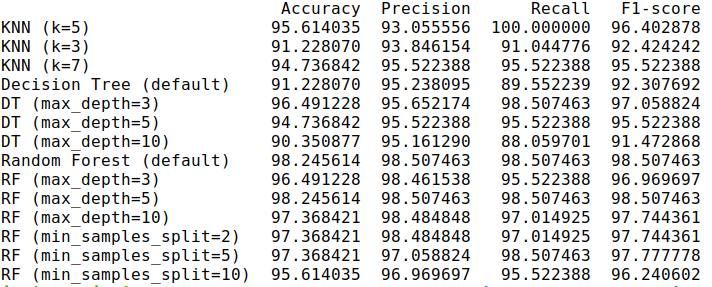 Accuracy Precision Recall F1-score
KNN (k=5) 95.614035 93.055556 100.000000 96.402878
KNN (k=3) 91.228070 93.846154 91.044776 92.424242
KNN (k=7) 94.736842 95.522388 95.522388 95.522388
Decision Tree (default) 91.228070 95.238095 89.552239 92.307692
DT (max_depth=3) 96.491228 95.652174 98.507463 97.058824
DT (max_depth=5) 94.736842 95.522388 95.522388 95.522388
DT (max_depth=10) 90.350877 95.161290 88.059701 91.472868
Random Forest (default) 98.245614 98.507463 98.507463 98.507463
RF (max_depth=3) 96.491228 98.461538 95.522388 96.969697
RF (max_depth=5) 98.245614 98.507463 98.507463 98.507463
RF (max_depth=10) 97.368421 98.484848 97.014925 97.744361
RF (min_samples_split=2) 97.368421 98.484848 97.014925 97.744361
RF (min_samples_split=5) 97.368421 97.058824 98.507463 97.777778
RF (min_samples_split=10) 95.614035 96.969697 95.522388 96.240602